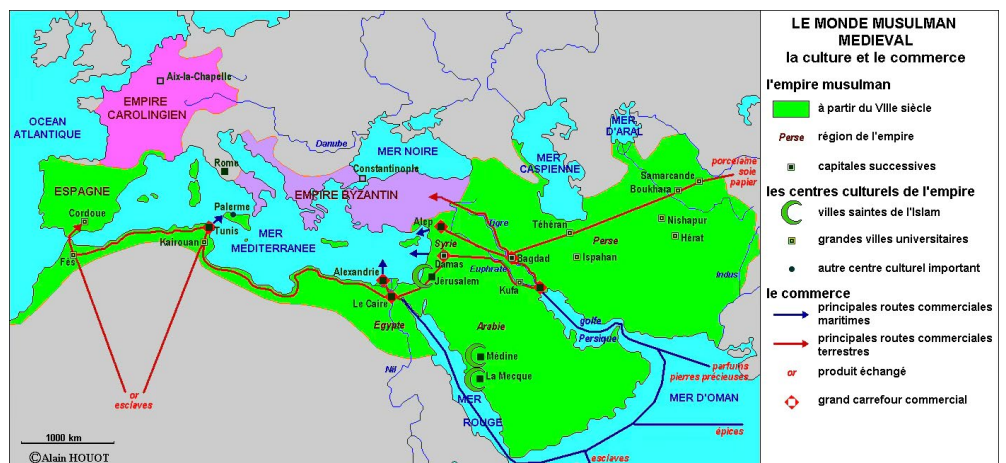 LE MONDE MUSULMAN
MEDIEVAL
la culture et le commerce
l'empire musulman
à partir du VIIIe siècle
Perse
région de l'empire
capitales successives
les centres culturels de l'empire
villes saintes de l'Islam
grandes villes universitaires
autre centre culturel important
le commerce
principales routes commerciales
maritimes
principales routes commerciales
terrestres
or
produit échangé
grand carrefour commercial
Aix-la-Chapelle
EMPIRE
CAROLINGIEN
OCEAN
ATLANTIQUE
Danube
MER NOIRE
MER
CASPIENNE
MER
D'ARAL
porcelaine
soie
papier
Samarcande
Boukhara
Rome
Constantinople
EMPIRE BYZANTIN
ESPAGNE
Cordoue
Palerme
Tunis
MER
MEDITERRANEE
Kairouan
Fès
Alep
Tigre
Téhéran
Nishapur
Perse
Hérat
Syrie
Damas
Bagdad
Ispahan
Euphrate
Indus
Alexandrie
Jérusalem
Kufa
Le Caire
Egypte
Arabie
golfe
Persique
Médine
La Mecque
Nil
parfums
pierres précieuses
MER D'OMAN
MER
ROUGE
or
esclaves
épices
esclaves
1000 km
©Alain HOUOT